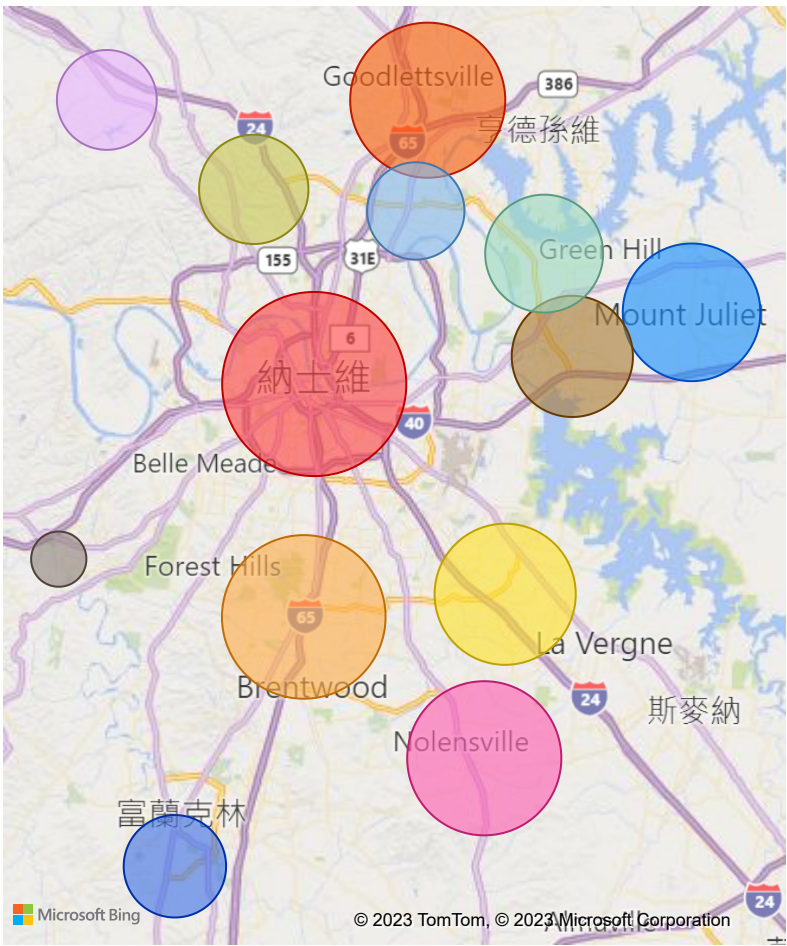 Goodlettsville
386
24
65
亨德孫維
155
31E
Green Hill
Mount Juliet
6
納士維
40
Belle Meade
Forest Hills
65
La Vergne
Brentwood
24
斯麥納
Nolensville
富蘭克林
24
Microsoft Bing
© 2023 TomTom, © 2023 Microsoft Corporation
Almaville